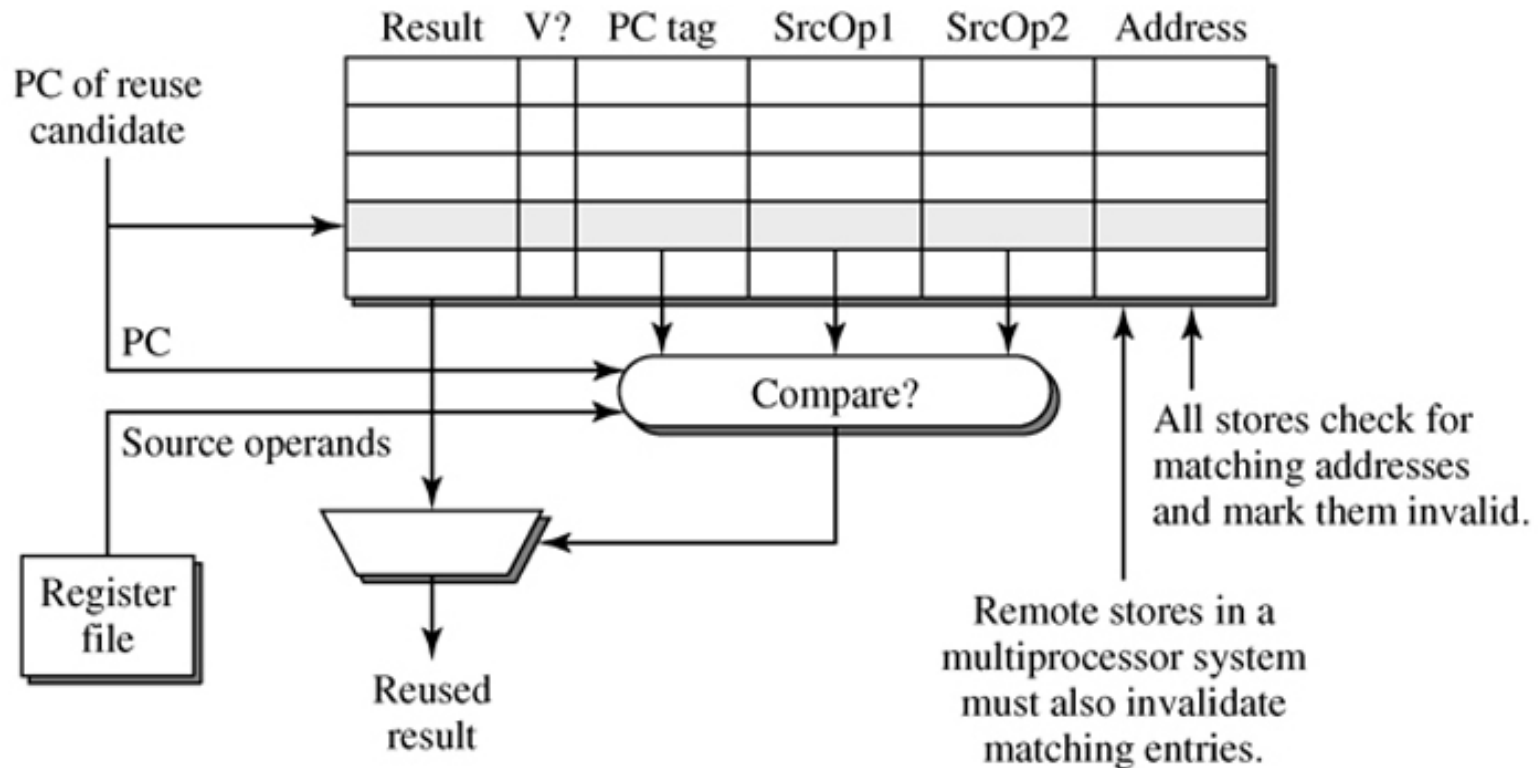 Result V? PC tag SrcOp1 SrcOp2 Address
PC of reuse
candidate
PC
Compare?
Source operands
All stores check for
matching addresses
and mark them invalid.
Register
file
Remote stores in a
multiprocessor system
must also invalidate
matching entries.
Reused
result